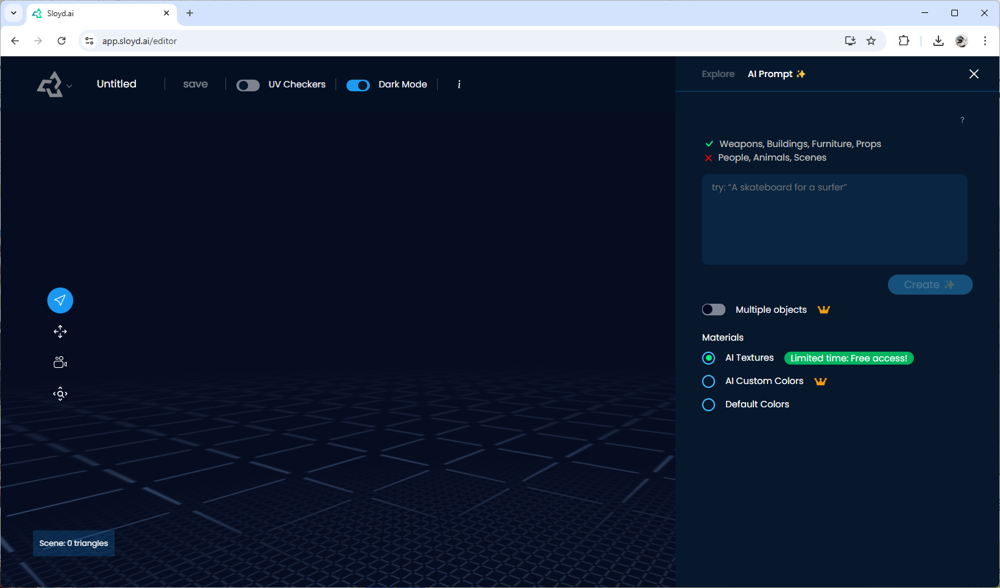 Sloyd.ai
app.sloyd.ai/editor
Untitled
save
UV Checkers
Dark Mode
i
Explore
AI Prompt ✨
?
Weapons, Buildings, Furniture, Props
People, Animals, Scenes
try: “A skateboard for a surfer”
Create ✨
Multiple objects
Materials
AI Textures
Limited time: Free access!
AI Custom Colors
Default Colors
Scene: 0 triangles